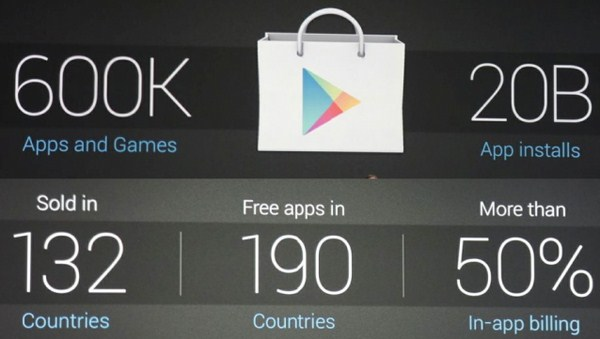 600K
Apps and Games
20B
App installs
Sold in
132
Countries
Free apps in
190
Countries
More than
50%
In-app billing